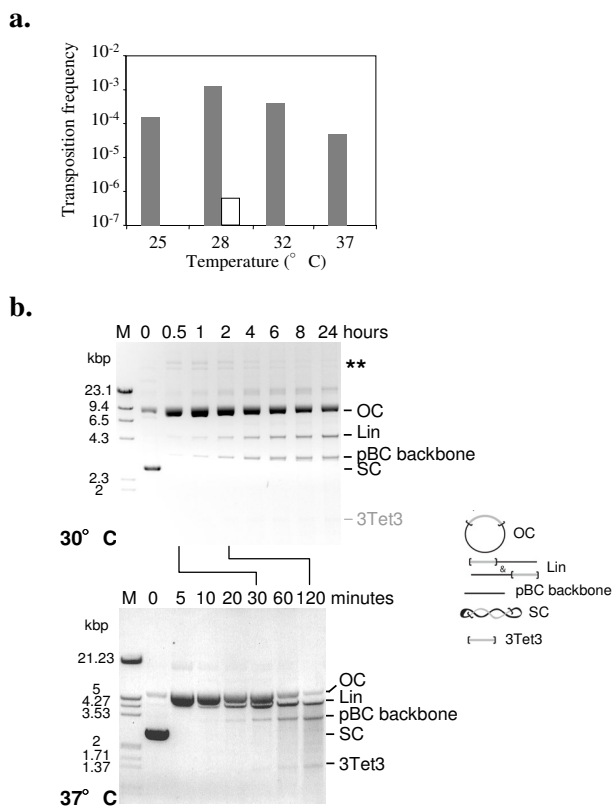 a.
Transposition frequency
10-2
10-3
10-4
10-5
10-6
10-7
25 28 32 37
Temperature (° C)
b.
M 0 0.5 1 2 4 6 8 24 hours
kbp
**
23.1
9.4
6.5
4.3
2.3
2
OC
Lin
pBC backbone
SC
3Tet3
30° C
M 0 5 10 20 30 60 120 minutes
kbp
21.23
5
4.27
3.53
2
1.71
1.37
OC
Lin
pBC backbone
SC
3Tet3
37° C
OC
Lin
&
pBC backbone
SC
3Tet3